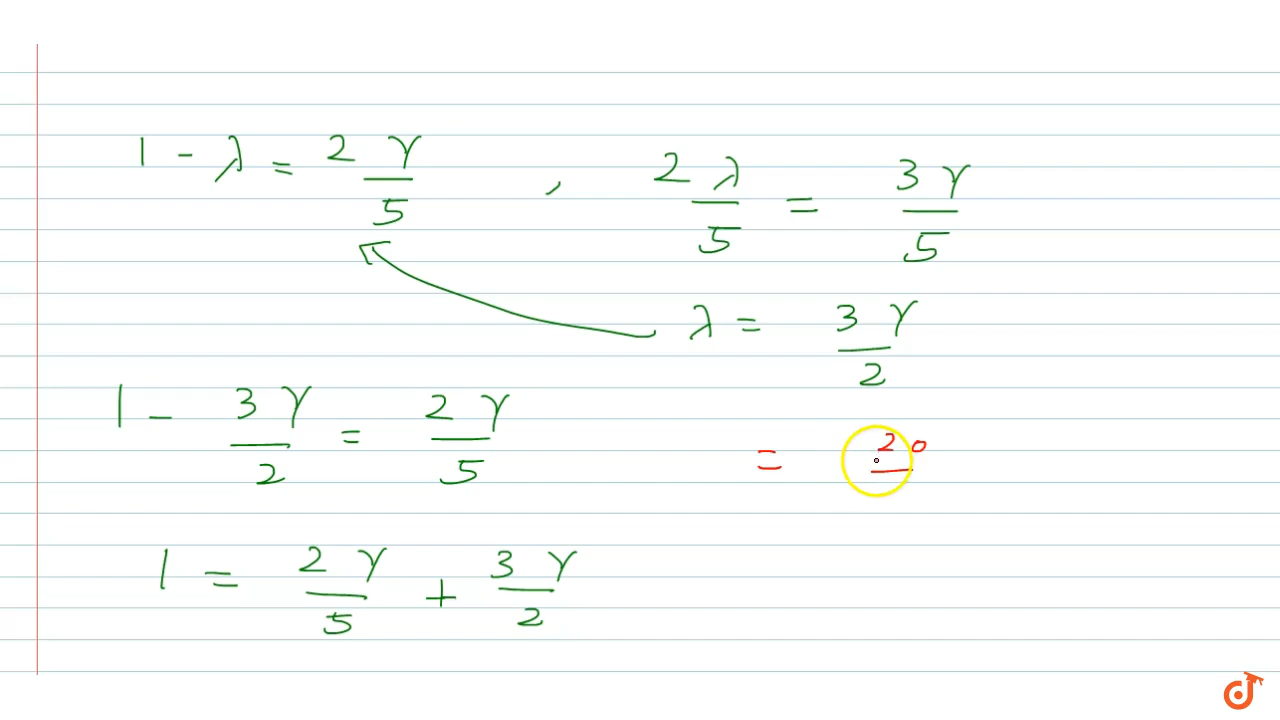 1 - λ = 2γ/5 , 2λ/5 = 3γ/5
λ = 3γ/2
1 - 3γ/2 = 2γ/5
= 20
1 = 2γ/5 + 3γ/2